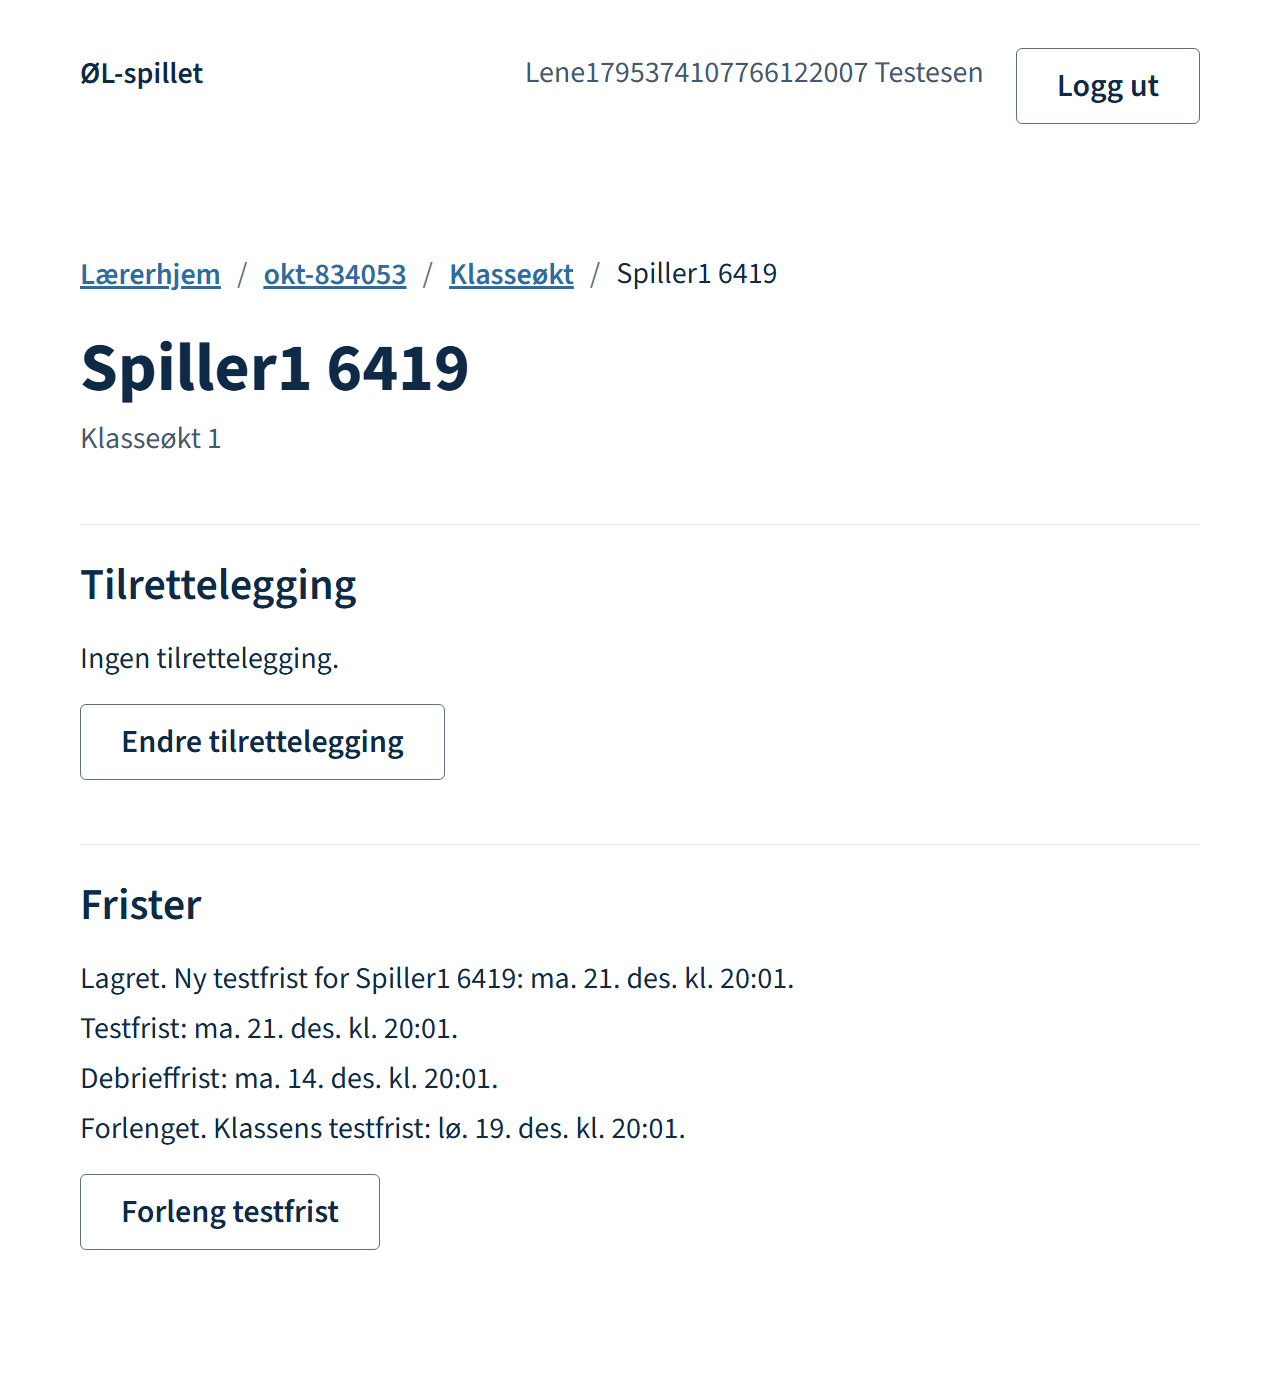 ØL-spillet
Lene1795374107766122007 Testesen
Logg ut
Lærerhjem / okt-834053 / Klasseøkt / Spiller1 6419
Spiller1 6419
Klasseøkt 1
Tilrettelegging
Ingen tilrettelegging.
Endre tilrettelegging
Frister
Lagret. Ny testfrist for Spiller1 6419: ma. 21. des. kl. 20:01.
Testfrist: ma. 21. des. kl. 20:01.
Debrieffrist: ma. 14. des. kl. 20:01.
Forlenget. Klassens testfrist: lø. 19. des. kl. 20:01.
Forleng testfrist